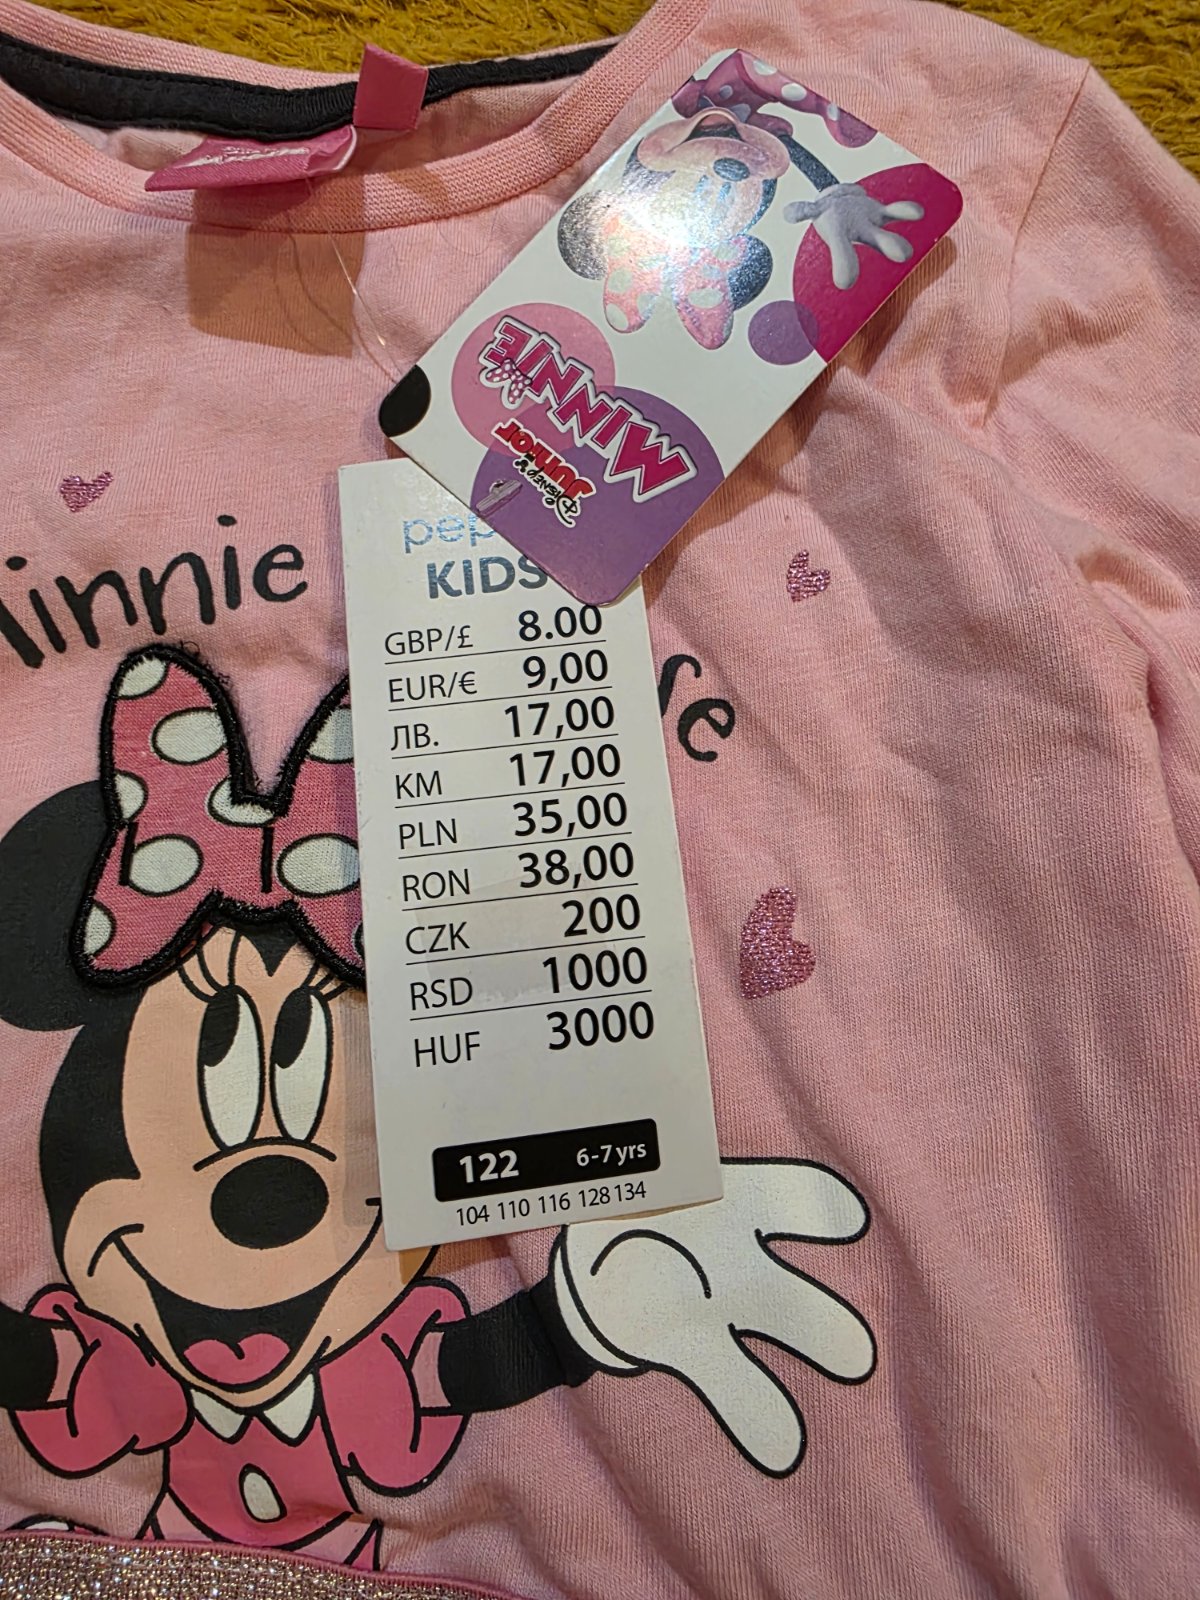 MINNIE
Disney
JUNIOR
Minnie
pep
KIDS
GBP/£ 8.00
EUR/€ 9,00
ЛВ. 17,00
KM 17,00
PLN 35,00
RON 38,00
CZK 200
RSD 1000
HUF 3000
122 6-7 yrs
104 110 116 128 134